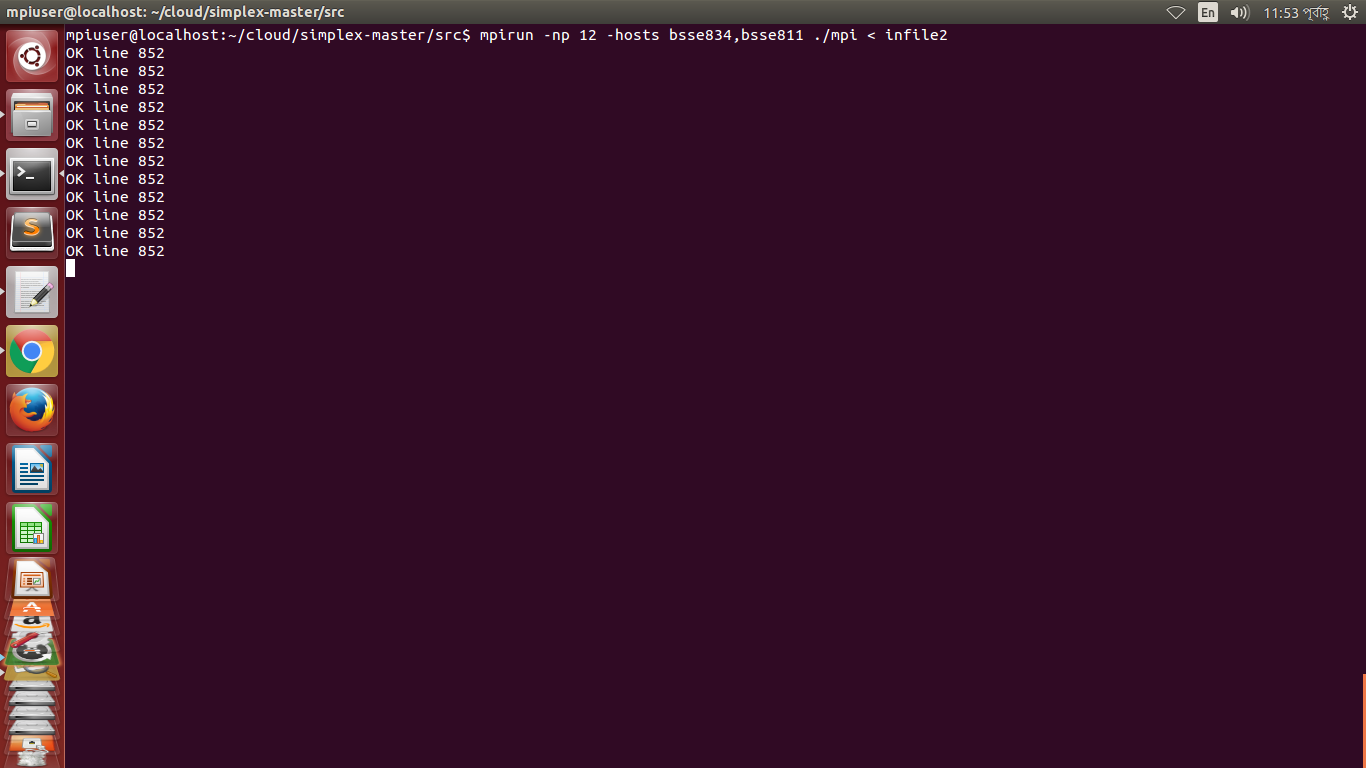 mpiuser@localhost: ~/cloud/simplex-master/src
En
11:53 পূর্বাহ্ণ
mpiuser@localhost:~/cloud/simplex-master/src$ mpirun -np 12 -hosts bsse834,bsse811 ./mpi < infile2
OK line 852
OK line 852
OK line 852
OK line 852
OK line 852
OK line 852
OK line 852
OK line 852
OK line 852
OK line 852
OK line 852
OK line 852